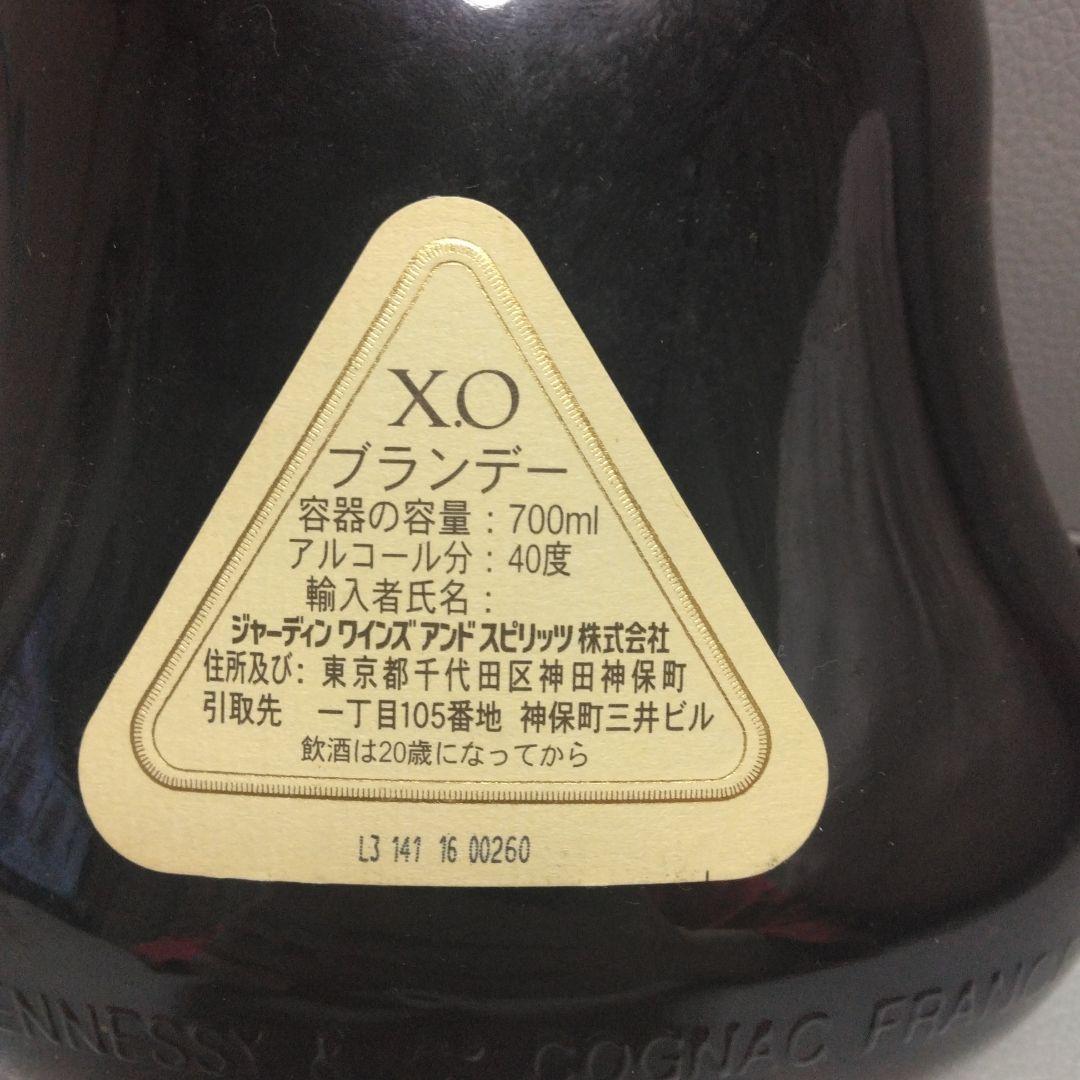 X.O
ブランデー
容器の容量 : 700ml
アルコール分 : 40度
輸入者氏名 :
ジャーディン ワインズ アンド スピリッツ 株式会社
住所及び : 東京都千代田区神田神保町
引取先 一丁目105番地 神保町三井ビル
飲酒は20歳になってから
L3 141 16 00260
ENNESSY & COGNAC FRANC